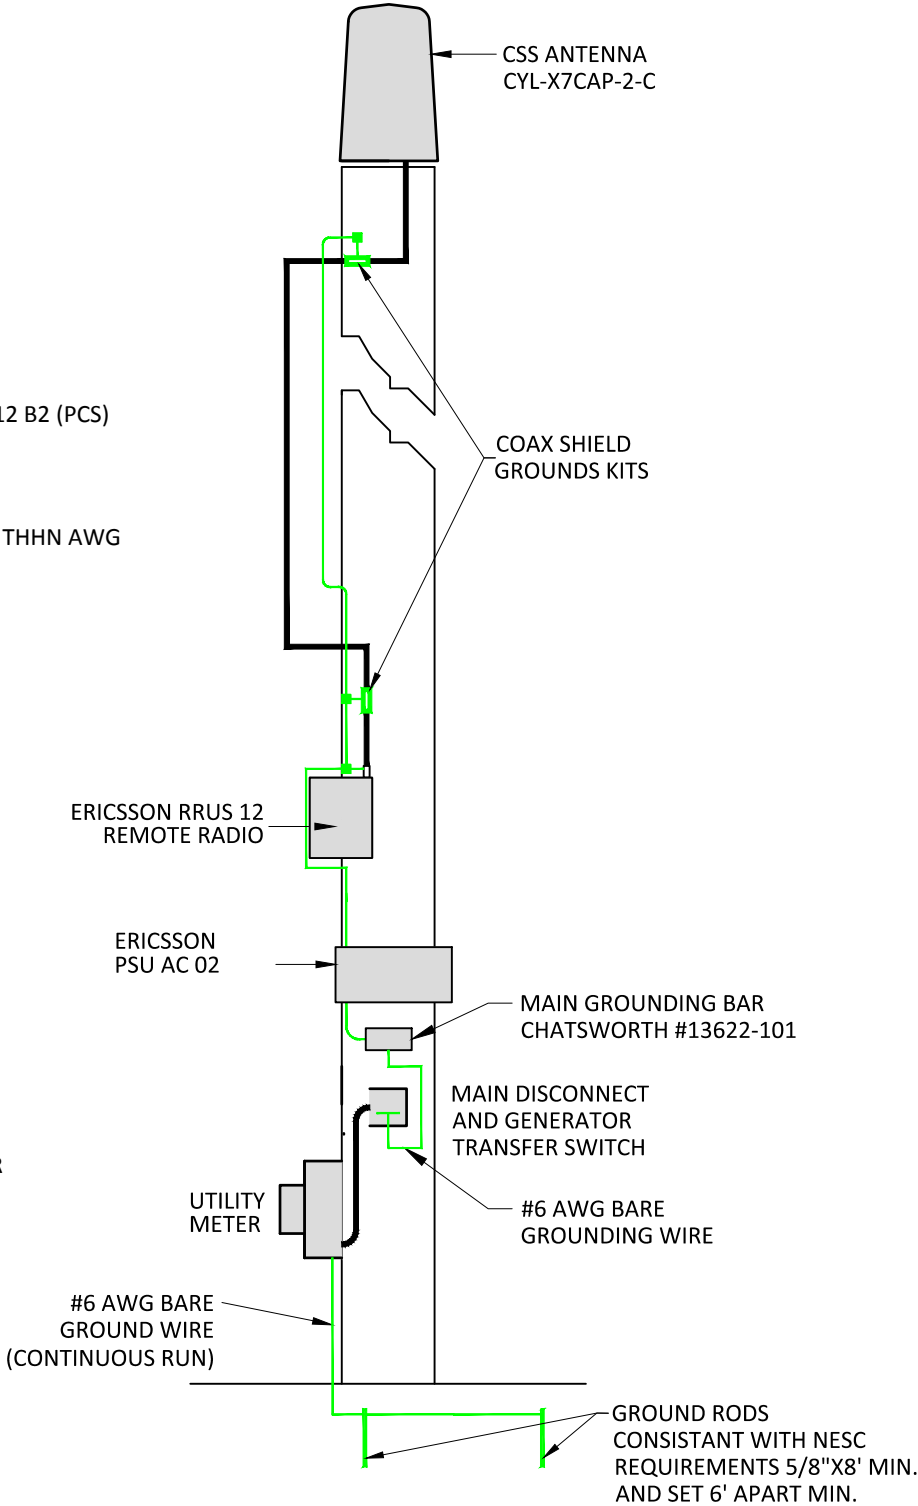 CSS ANTENNA
CYL-X7CAP-2-C
12 B2 (PCS)
COAX SHIELD
GROUNDS KITS
THHN AWG
ERICSSON RRUS 12
REMOTE RADIO
ERICSSON
PSU AC 02
MAIN GROUNDING BAR
CHATSWORTH #13622-101
MAIN DISCONNECT
AND GENERATOR
TRANSFER SWITCH
R
UTILITY
METER
#6 AWG BARE
GROUNDING WIRE
#6 AWG BARE
GROUND WIRE
(CONTINUOUS RUN)
GROUND RODS
CONSISTANT WITH NESC
REQUIREMENTS 5/8"X8' MIN.
AND SET 6' APART MIN.